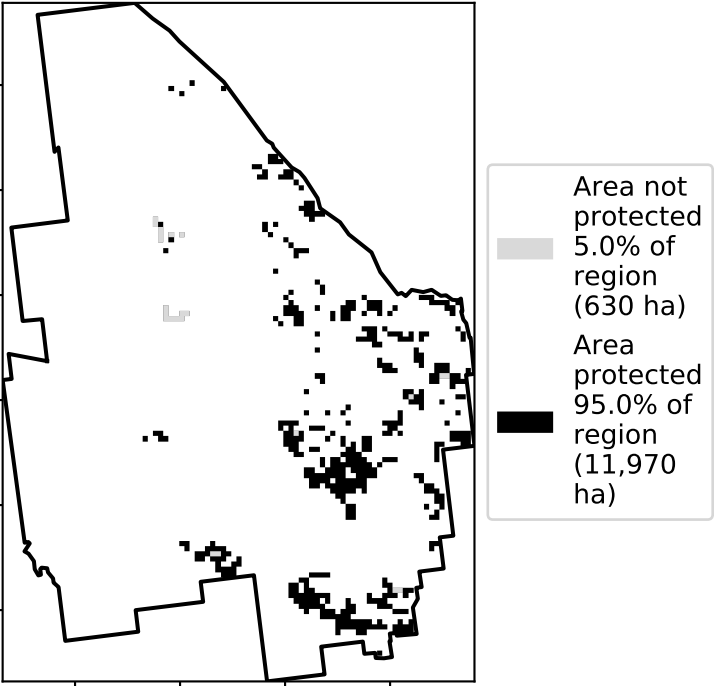 Area not
protected
5.0% of
region
(630 ha)
Area
protected
95.0% of
region
(11,970
ha)